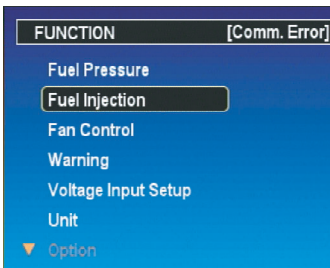 FUNCTION [Comm. Error]
Fuel Pressure
Fuel Injection
Fan Control
Warning
Voltage Input Setup
Unit
Option